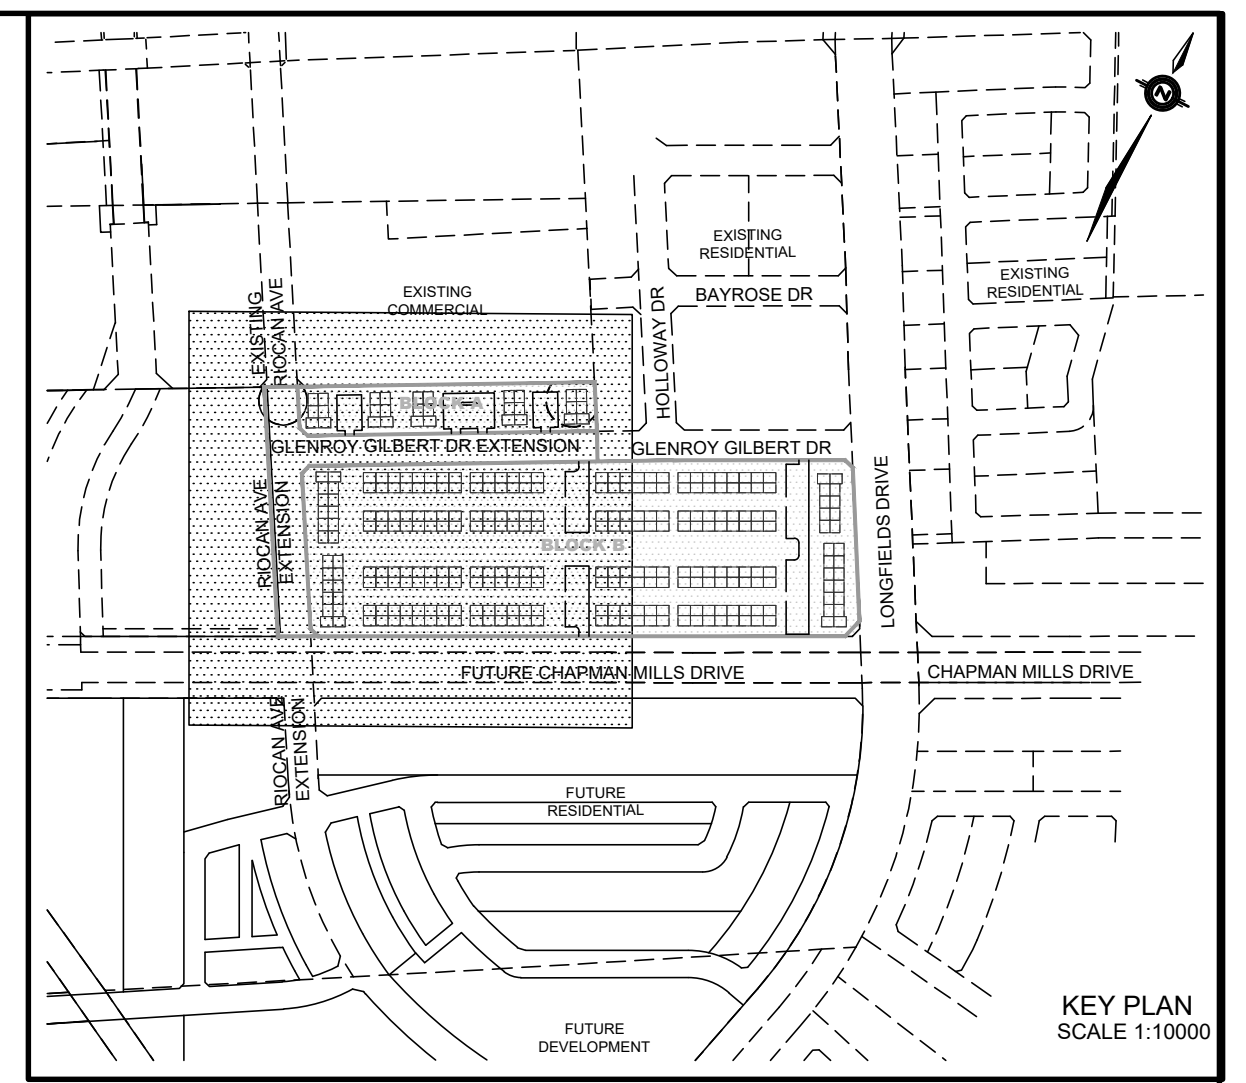 N
EXISTING
RESIDENTIAL
EXISTING
RESIDENTIAL
EXISTING
COMMERCIAL
BAYROSE DR
EXISTING
RIOCAN AVE
HOLLOWAY DR
BLOCK A
GLENROY GILBERT DR EXTENSION
GLENROY GILBERT DR
RIOCAN AVE
EXTENSION
BLOCK B
LONGFIELDS DRIVE
FUTURE CHAPMAN MILLS DRIVE
CHAPMAN MILLS DRIVE
RIOCAN AVE
EXTENSION
FUTURE
RESIDENTIAL
FUTURE
DEVELOPMENT
KEY PLAN
SCALE 1:10000